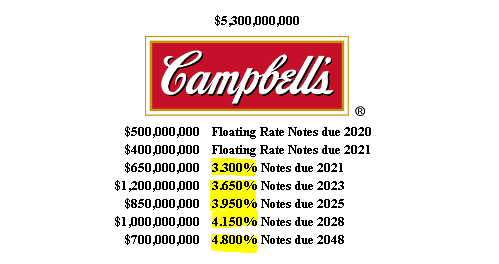 $5,300,000,000
Campbell's
®
$500,000,000 Floating Rate Notes due 2020
$400,000,000 Floating Rate Notes due 2021
$650,000,000 3.300% Notes due 2021
$1,200,000,000 3.650% Notes due 2023
$850,000,000 3.950% Notes due 2025
$1,000,000,000 4.150% Notes due 2028
$700,000,000 4.800% Notes due 2048